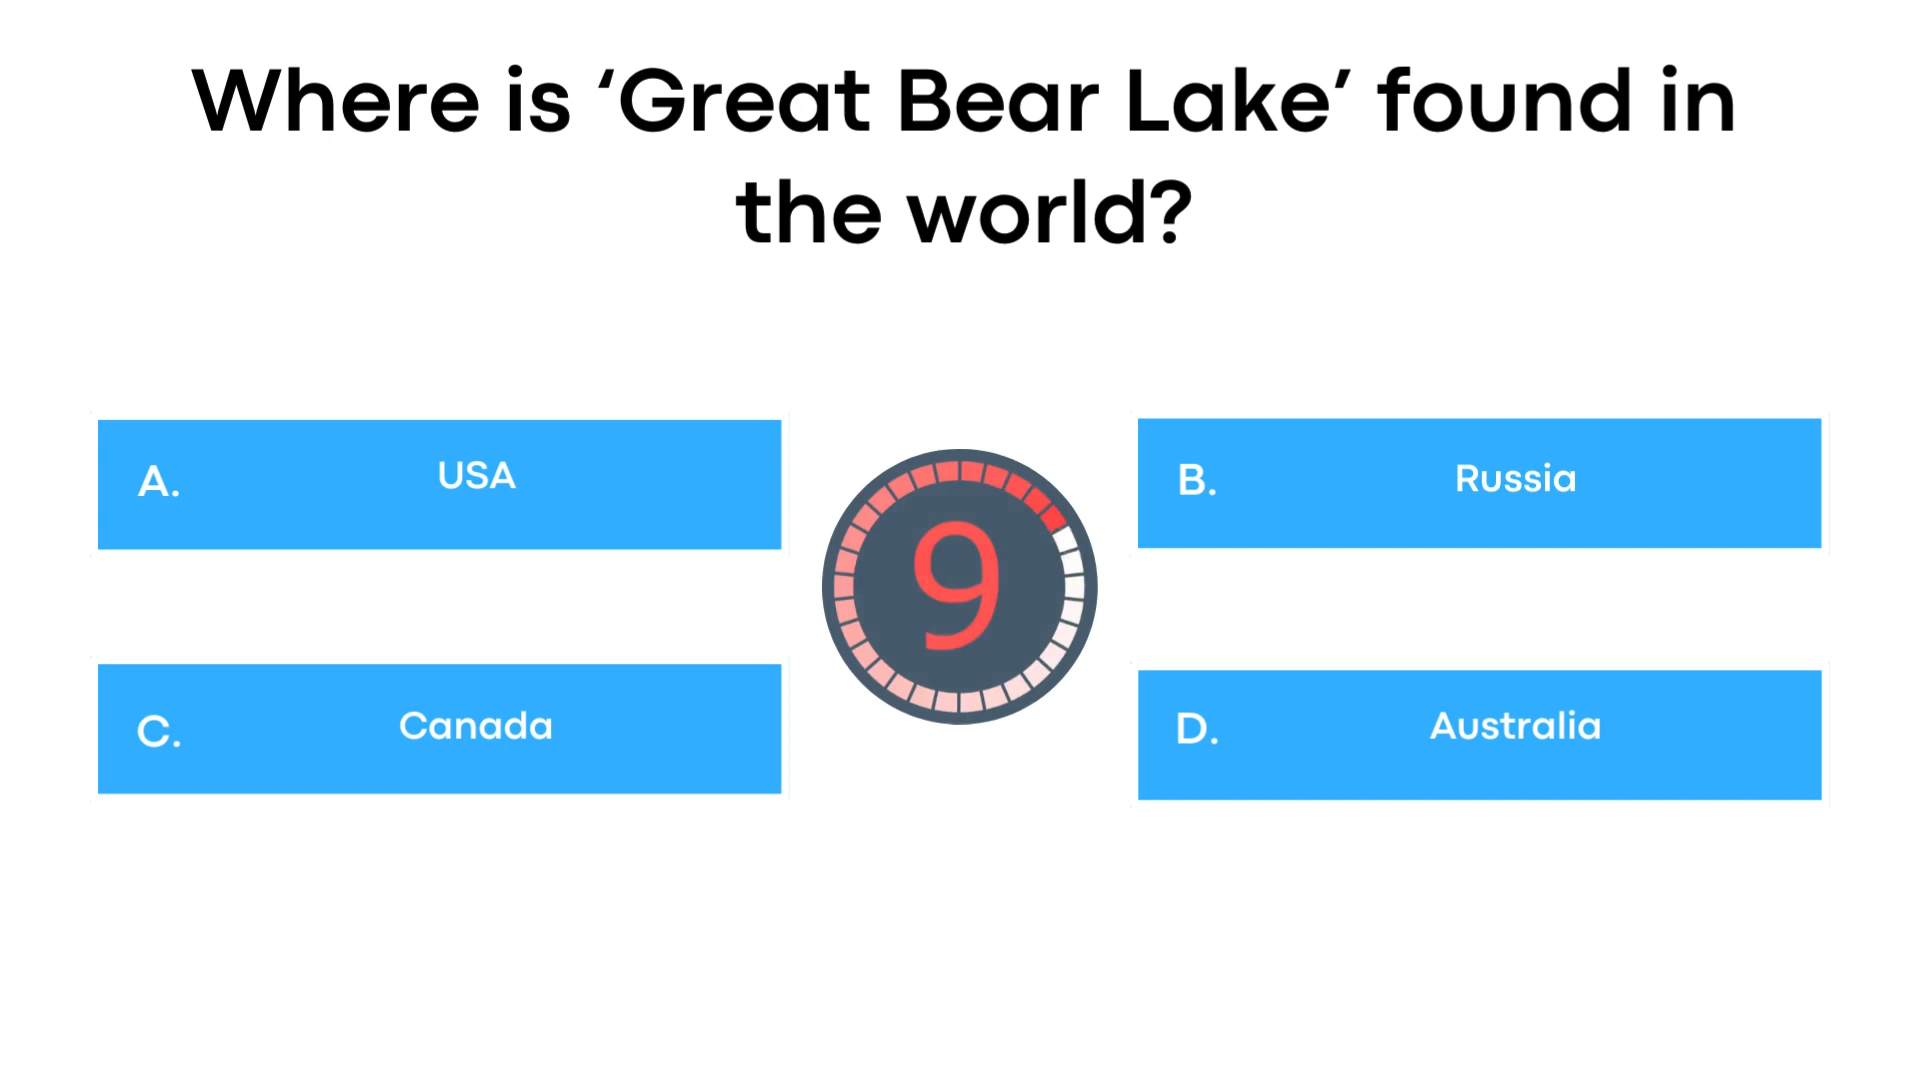 Where is ‘Great Bear Lake’ found in
the world?
A. USA
B. Russia
9
C. Canada
D. Australia